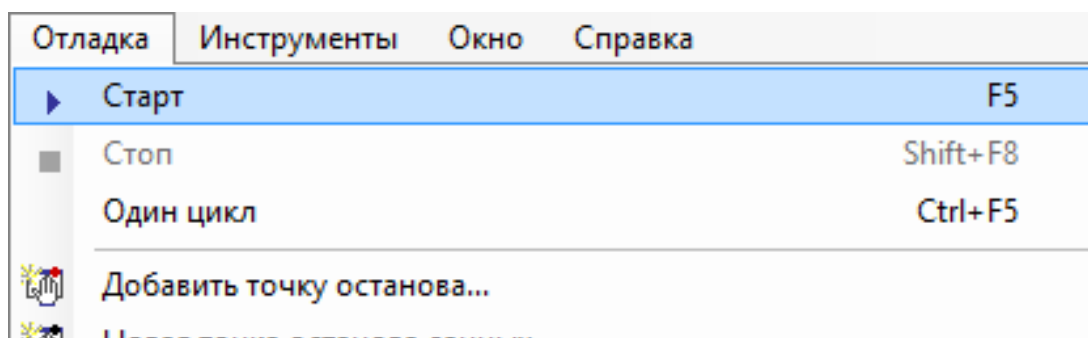 Отладка Инструменты Окно Справка
Старт F5
Стоп Shift+F8
Один цикл Ctrl+F5
Добавить точку останова...